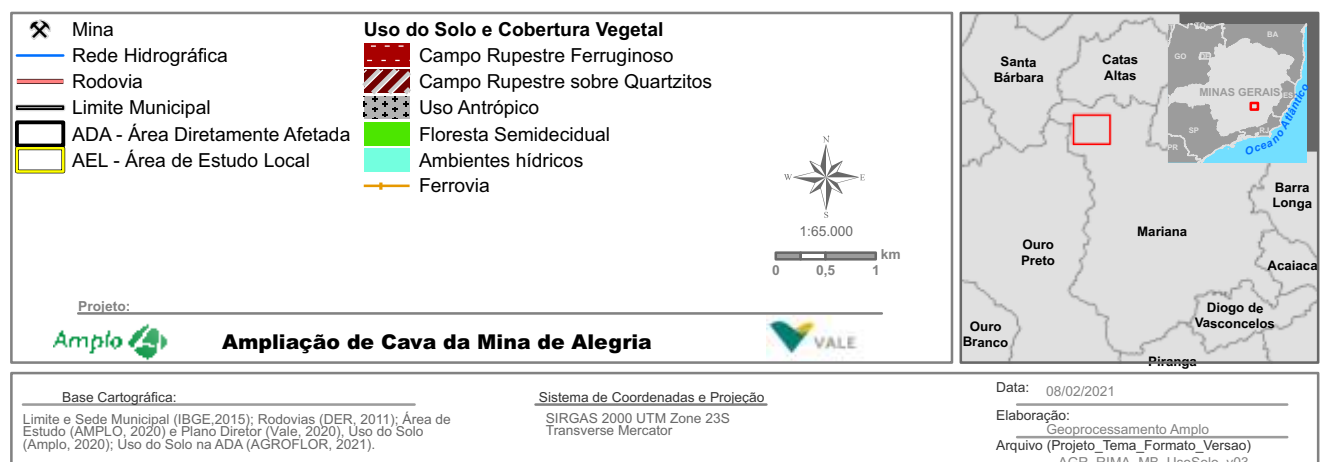 Mina
Rede Hidrográfica
Rodovia
Limite Municipal
ADA - Área Diretamente Afetada
AEL - Área de Estudo Local
Uso do Solo e Cobertura Vegetal
Campo Rupestre Ferruginoso
Campo Rupestre sobre Quartzitos
Uso Antrópico
Floresta Semidecidual
Ambientes hídricos
Ferrovia
N
W
E
S
1:65.000
km
0 0,5 1
Projeto:
Amplo
Ampliação de Cava da Mina de Alegria
VALE
Santa
Bárbara
Catas
Altas
Ouro
Preto
Mariana
Barra
Longa
Acaiaca
Diogo de
Vasconcelos
Ouro
Branco
Piranga
TO
BA
GO
MINAS GERAIS
ES
SP
RJ
PR
Oceano Atlântico
Base Cartográfica:
Limite e Sede Municipal (IBGE,2015); Rodovias (DER, 2011); Área de
Estudo (AMPLO, 2020) e Plano Diretor (Vale, 2020), Uso do Solo
(Amplo, 2020); Uso do Solo na ADA (AGROFLOR, 2021).
Sistema de Coordenadas e Projeção
SIRGAS 2000 UTM Zone 23S
Transverse Mercator
Data: 08/02/2021
Elaboração:
Geoprocessamento Amplo
Arquivo (Projeto_Tema_Formato_Versao)